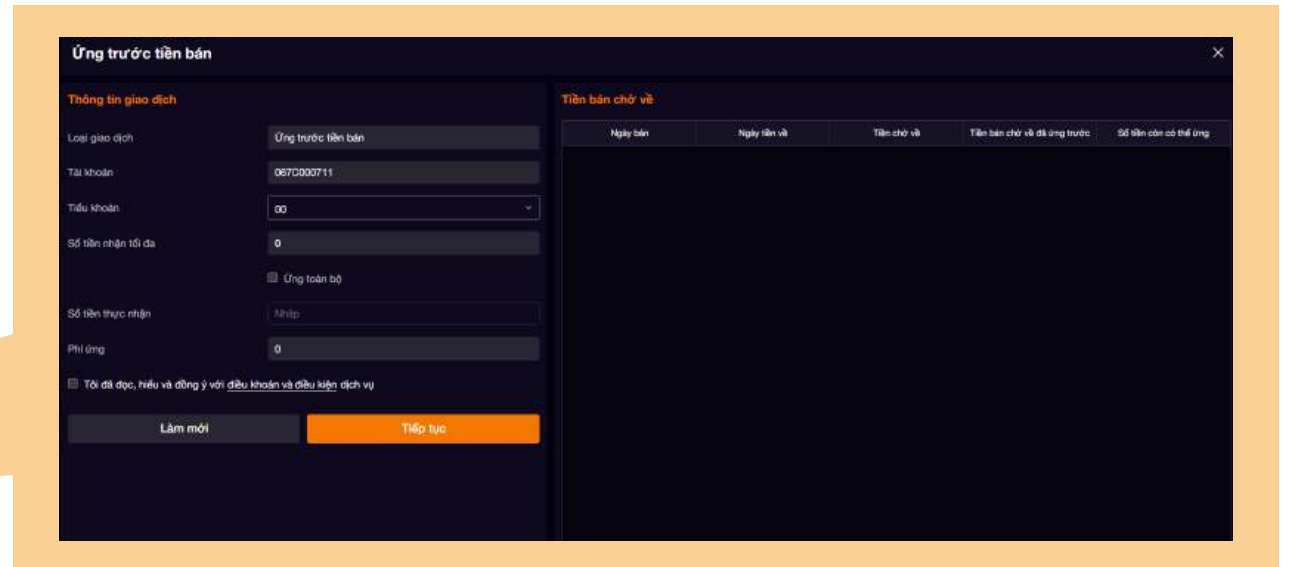 Ứng trước tiền bán
Thông tin giao dịch
Loại giao dịch Ứng trước tiền bán
Tài khoản 067C000711
Tiểu khoản 00
Số tiền nhận tối đa 0
Ứng toàn bộ
Số tiền thực nhận Nhập
Phí ứng 0
Tôi đã đọc, hiểu và đồng ý với điều khoản và điều kiện dịch vụ
Làm mới Tiếp tục
Tiền bán chờ về
Ngày bán Ngày tiền về Tiền chờ về Tiền bán chờ về đã ứng trước Số tiền còn có thể ứng